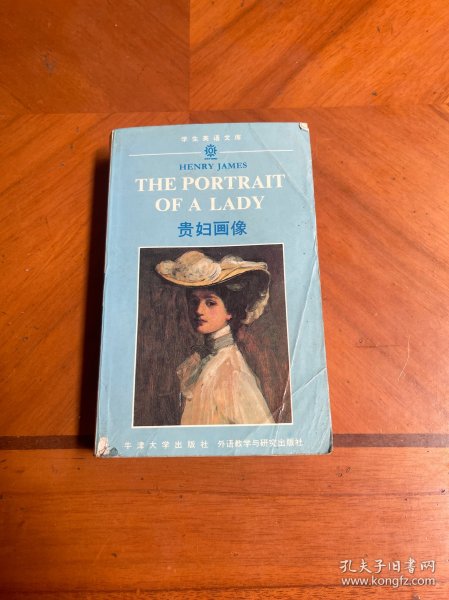 学生英语文库
HENRY JAMES
THE PORTRAIT
OF A LADY
贵妇画像
牛津大学出版社 外语教学与研究出版社
孔夫子旧书网
www.kongfz.com